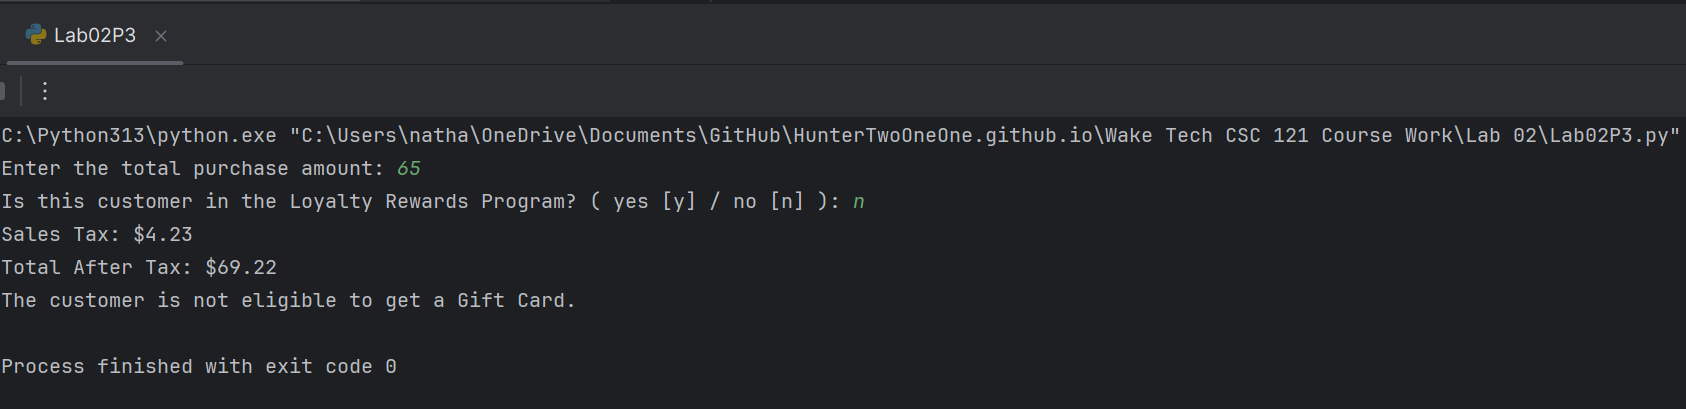 Lab02P3
C:\Python313\python.exe "C:\Users\natha\OneDrive\Documents\GitHub\HunterTwoOneOne.github.io\Wake Tech CSC 121 Course Work\Lab 02\Lab02P3.py"
Enter the total purchase amount: 65
Is this customer in the Loyalty Rewards Program? ( yes [y] / no [n] ): n
Sales Tax: $4.23
Total After Tax: $69.22
The customer is not eligible to get a Gift Card.
Process finished with exit code 0